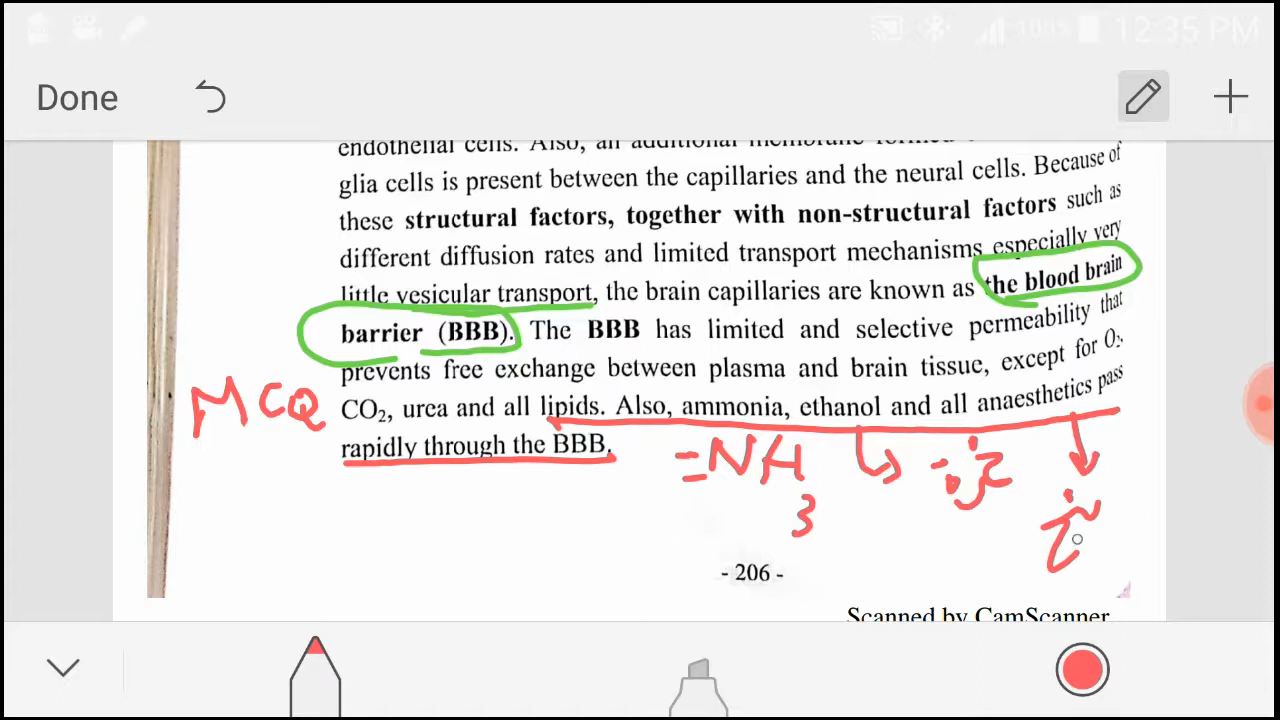 12:35 PM
Done
endothelial cells. Also, an additional membrane formed
glia cells is present between the capillaries and the neural cells. Because of
these structural factors, together with non-structural factors such as
different diffusion rates and limited transport mechanisms especially very
little vesicular transport, the brain capillaries are known as the blood brain
barrier (BBB). The BBB has limited and selective permeability that
prevents free exchange between plasma and brain tissue, except for O₂,
MCQ CO₂, urea and all lipids. Also, ammonia, ethanol and all anaesthetics pass
rapidly through the BBB.
=NH3
- 206 -
Scanned by CamScanner